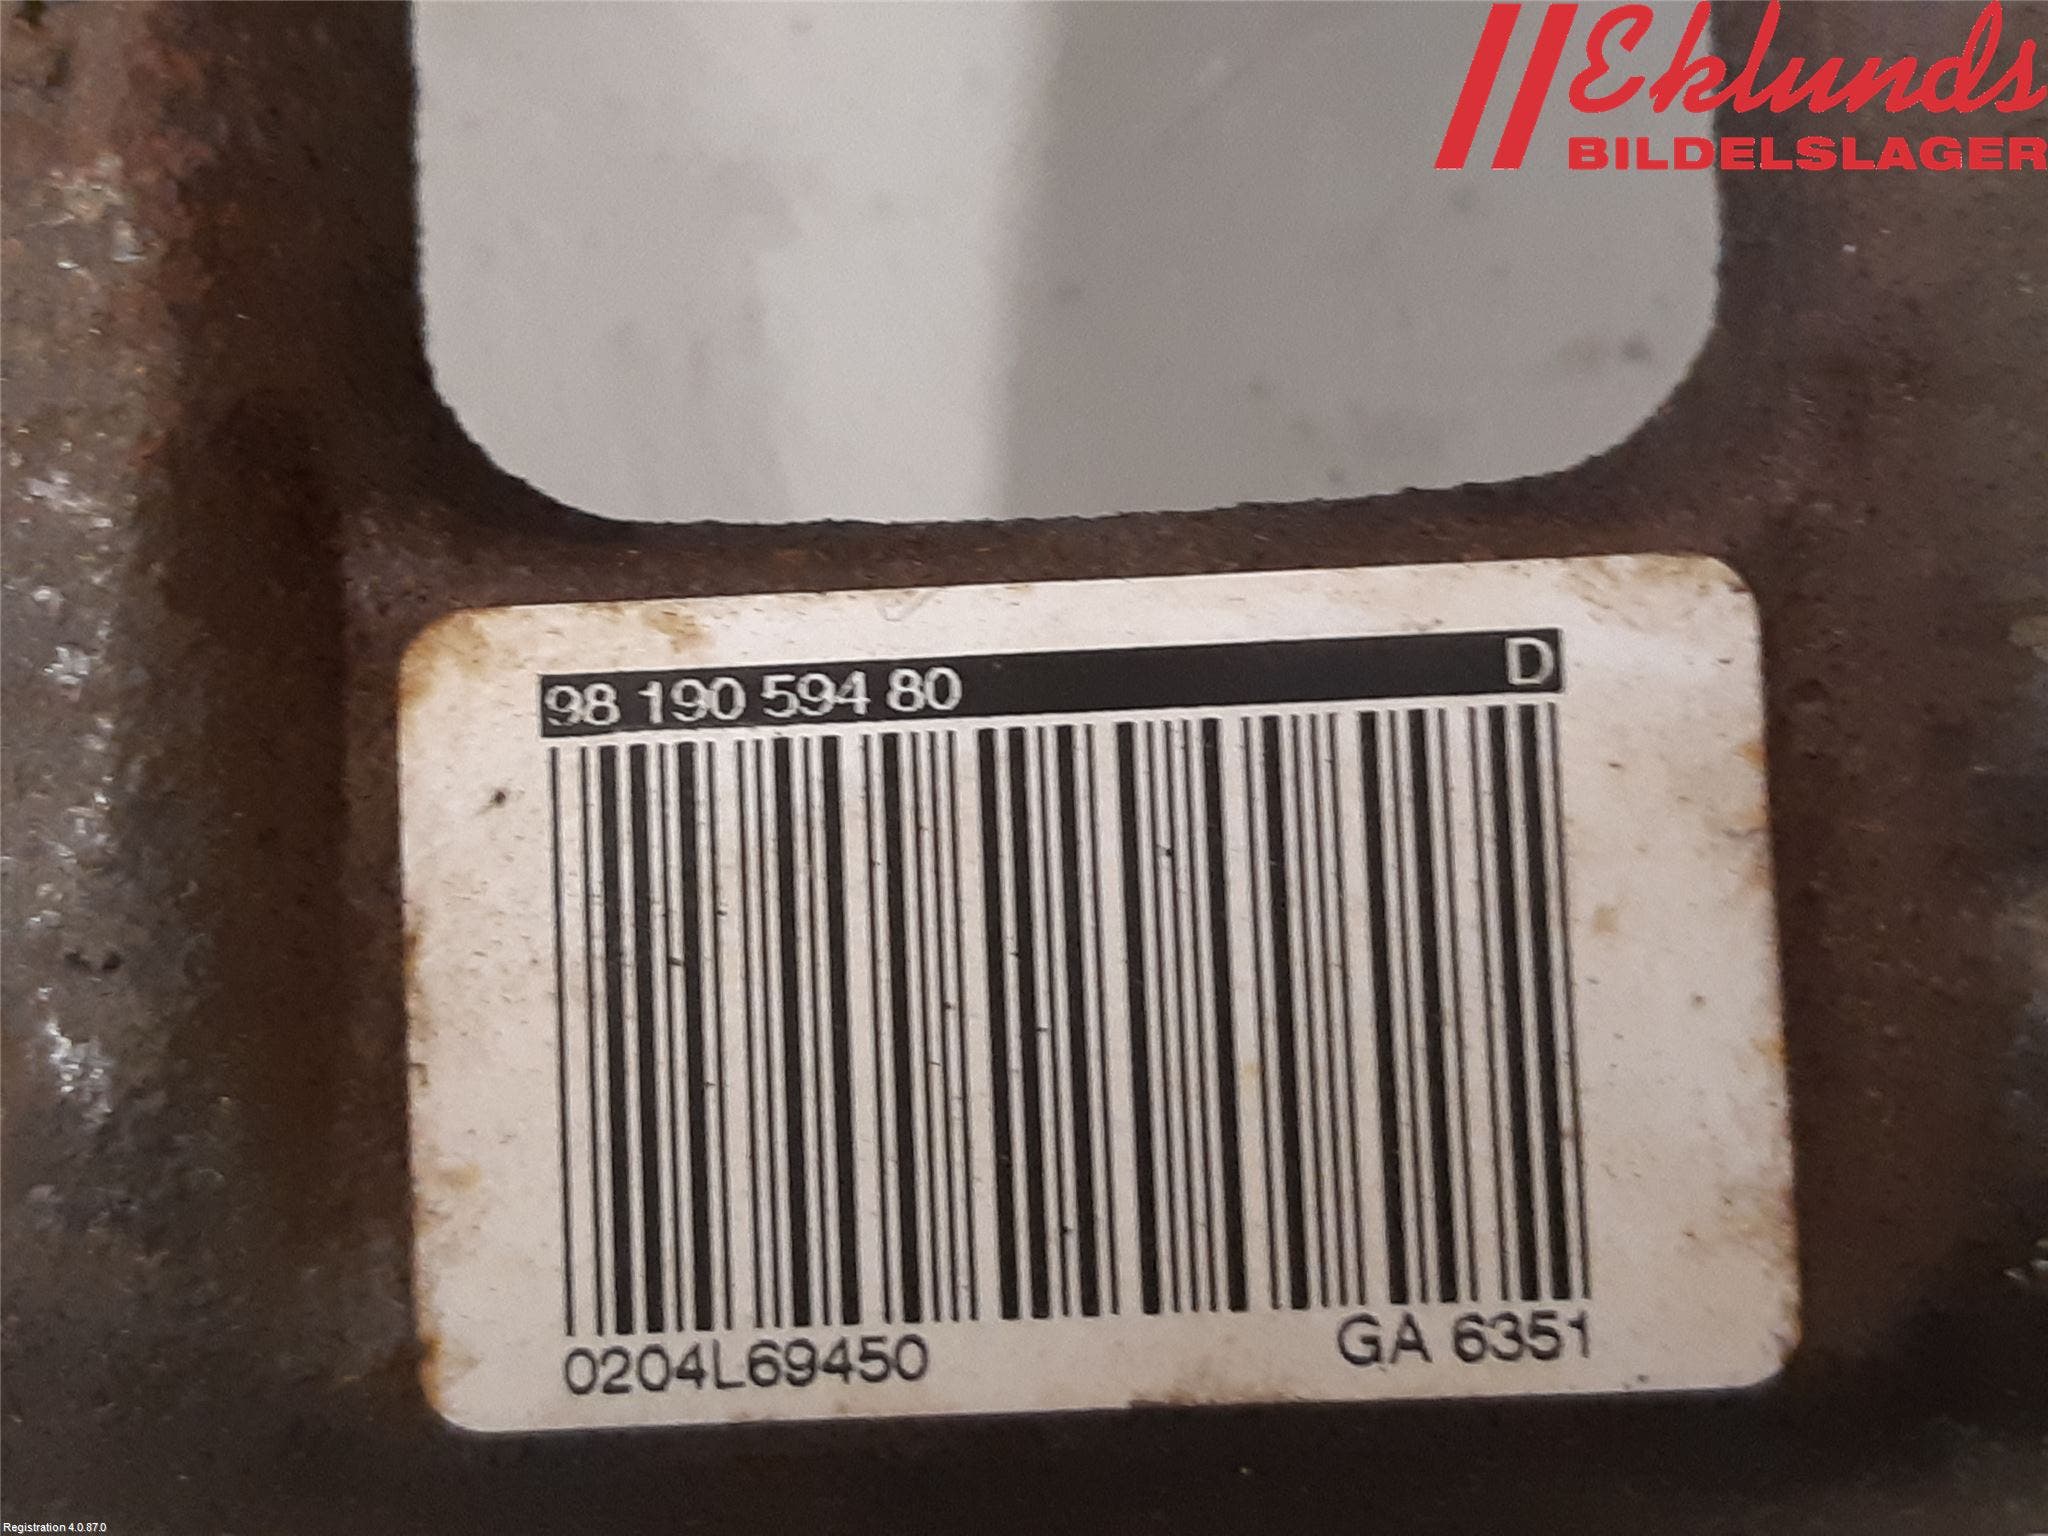 Eklunds
BILDELSLAGER
98 190 594 80 D
0204L69450 GA 6351
Registration 4.0.87.0